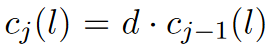 c_j(l) = d · c_{j−1}(l)